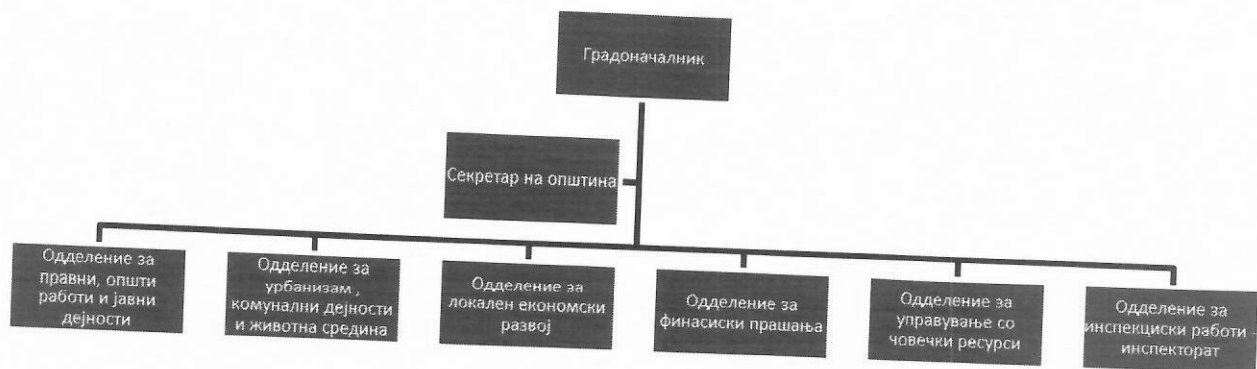 Градоначалник
Секретар на општина
Одделение за
правни, општи
работи и јавни
дејности
Одделение за
урбанизам ,
комунални дејности
и животна средина
Одделение за
локален економски
развој
Одделение за
финасиски прашања
Одделение за
управување со
човечки ресурси
Одделение за
инспекциски работи -
инспекторат